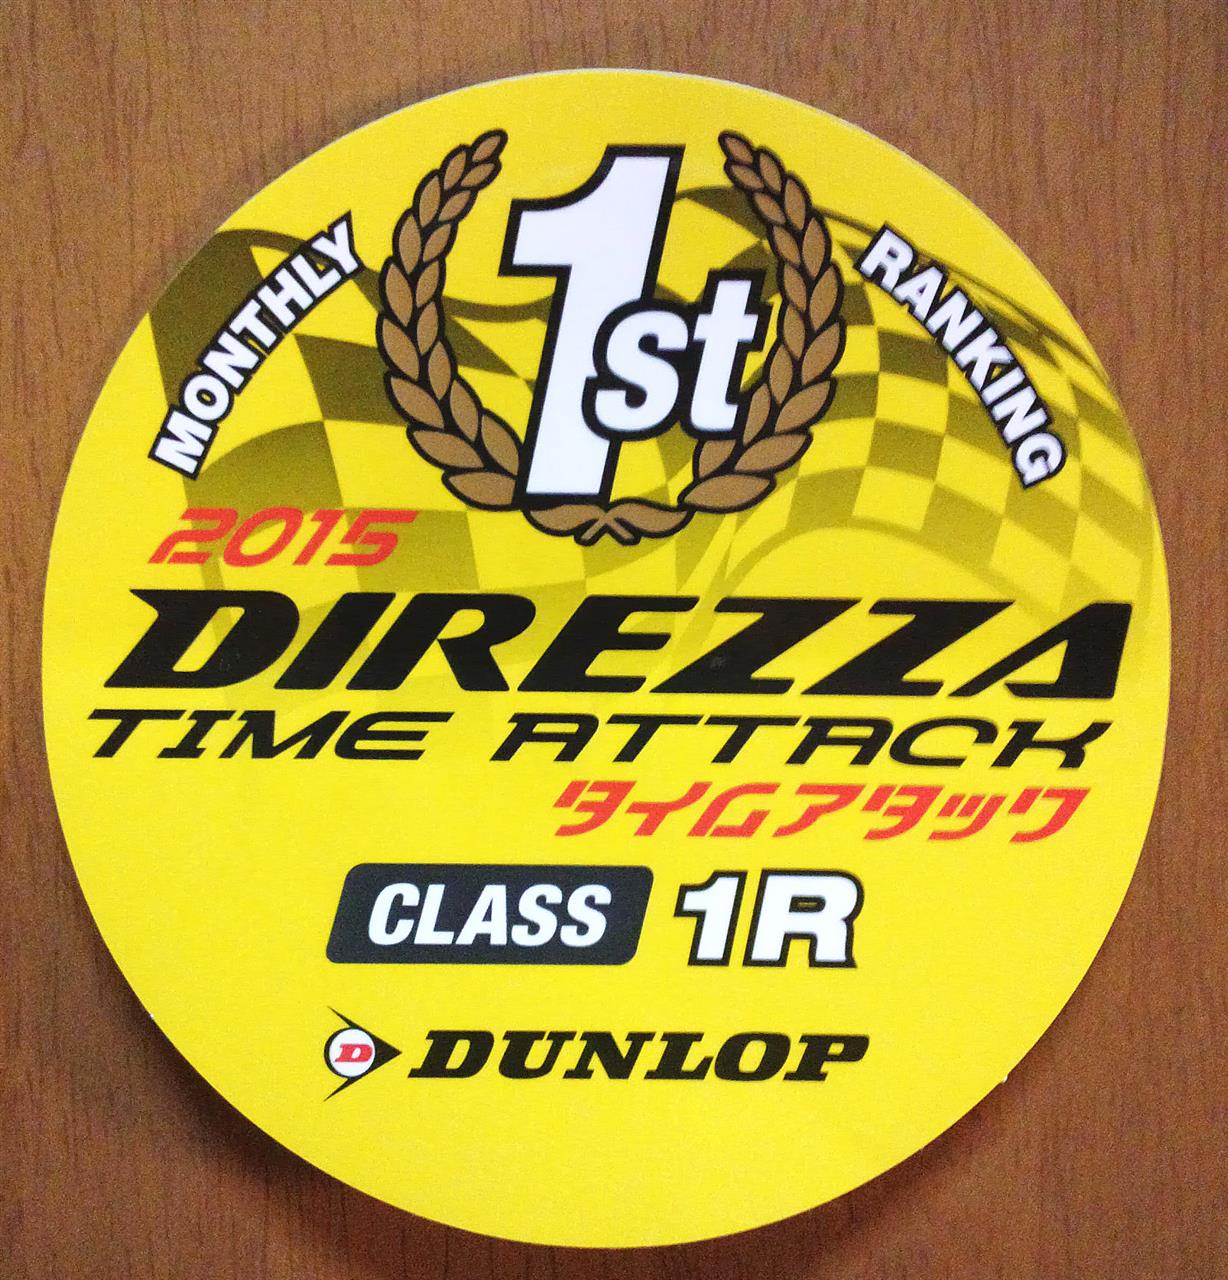 MONTHLY
1st
RANKING
2015
DIREZZA
TIME ATTACK
タイムアタック
CLASS 1R
D DUNLOP